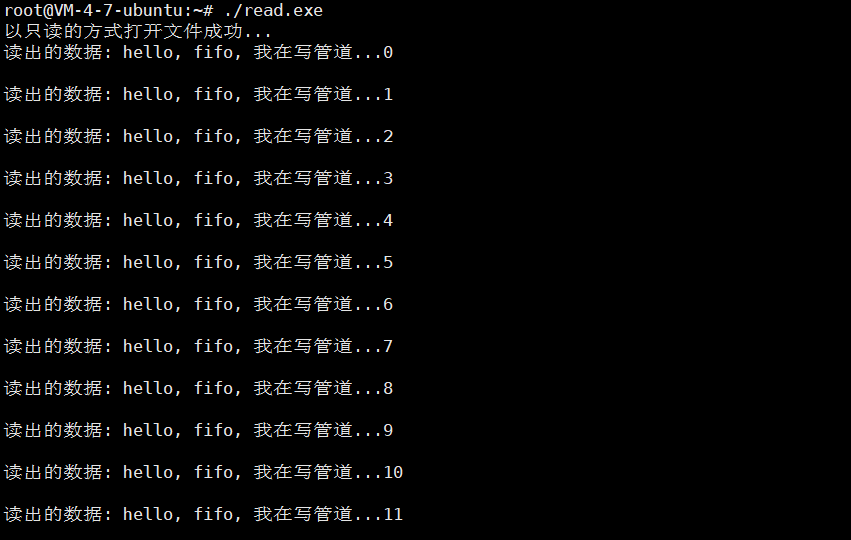 root@VM-4-7-ubuntu:~# ./read.exe
以只读的方式打开文件成功...
读出的数据: hello, fifo, 我在写管道...0
读出的数据: hello, fifo, 我在写管道...1
读出的数据: hello, fifo, 我在写管道...2
读出的数据: hello, fifo, 我在写管道...3
读出的数据: hello, fifo, 我在写管道...4
读出的数据: hello, fifo, 我在写管道...5
读出的数据: hello, fifo, 我在写管道...6
读出的数据: hello, fifo, 我在写管道...7
读出的数据: hello, fifo, 我在写管道...8
读出的数据: hello, fifo, 我在写管道...9
读出的数据: hello, fifo, 我在写管道...10
读出的数据: hello, fifo, 我在写管道...11